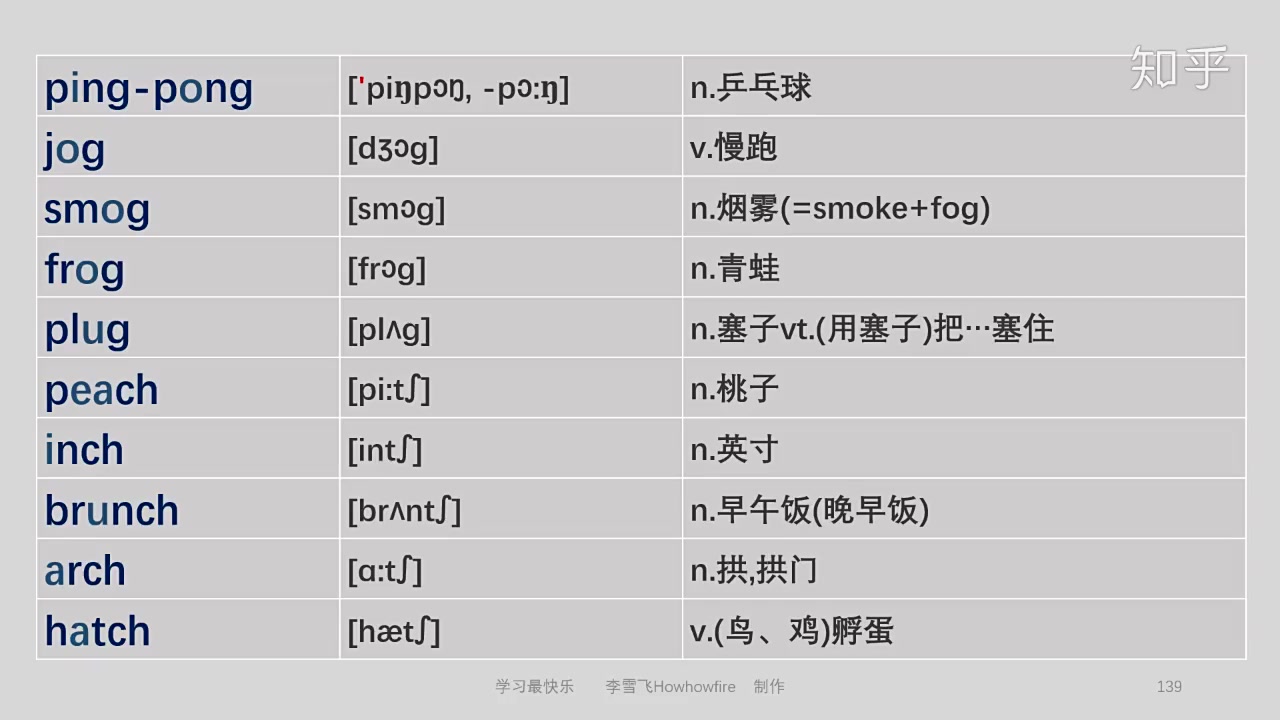 知乎
ping-pong ['piŋpɔŋ, -pɔ:ŋ] n.乒乓球
jog [dʒɔg] v.慢跑
smog [smɔg] n.烟雾(=smoke+fog)
frog [frɔg] n.青蛙
plug [plʌg] n.塞子vt.(用塞子)把…塞住
peach [pi:tʃ] n.桃子
inch [intʃ] n.英寸
brunch [brʌntʃ] n.早午饭(晚早饭)
arch [ɑ:tʃ] n.拱,拱门
hatch [hætʃ] v.(鸟、鸡)孵蛋
学习最快乐 李雪飞Howhowfire 制作 139